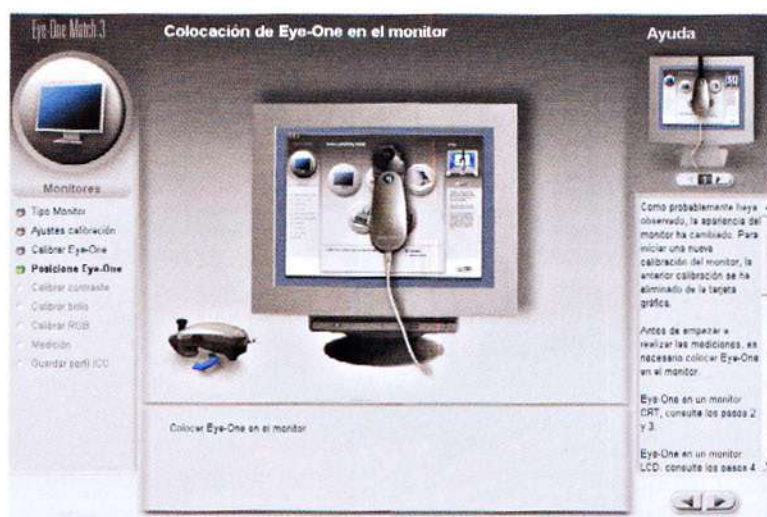 Eye-One Match 3
Colocación de Eye-One en el monitor
Ayuda
Monitores
Tipo Monitor
Ajustes calibración
Calibrar Eye-One
Posicione Eye-One
Calibrar contraste
Calibrar brillo
Calibrar RGB
Medición
Guardar perfil ICC
Colocar Eye-One en el monitor
Como probablemente haya
observado, la apariencia del
monitor ha cambiado. Para
iniciar una nueva
calibración del monitor, la
anterior calibración se ha
eliminado de la tarjeta
gráfica.
Antes de empezar a
realizar las mediciones, es
necesario colocar Eye-One
en el monitor.
Eye-One en un monitor
CRT, consulte los pasos 2
y 3.
Eye-One en un monitor
LCD, consulte los pasos 4